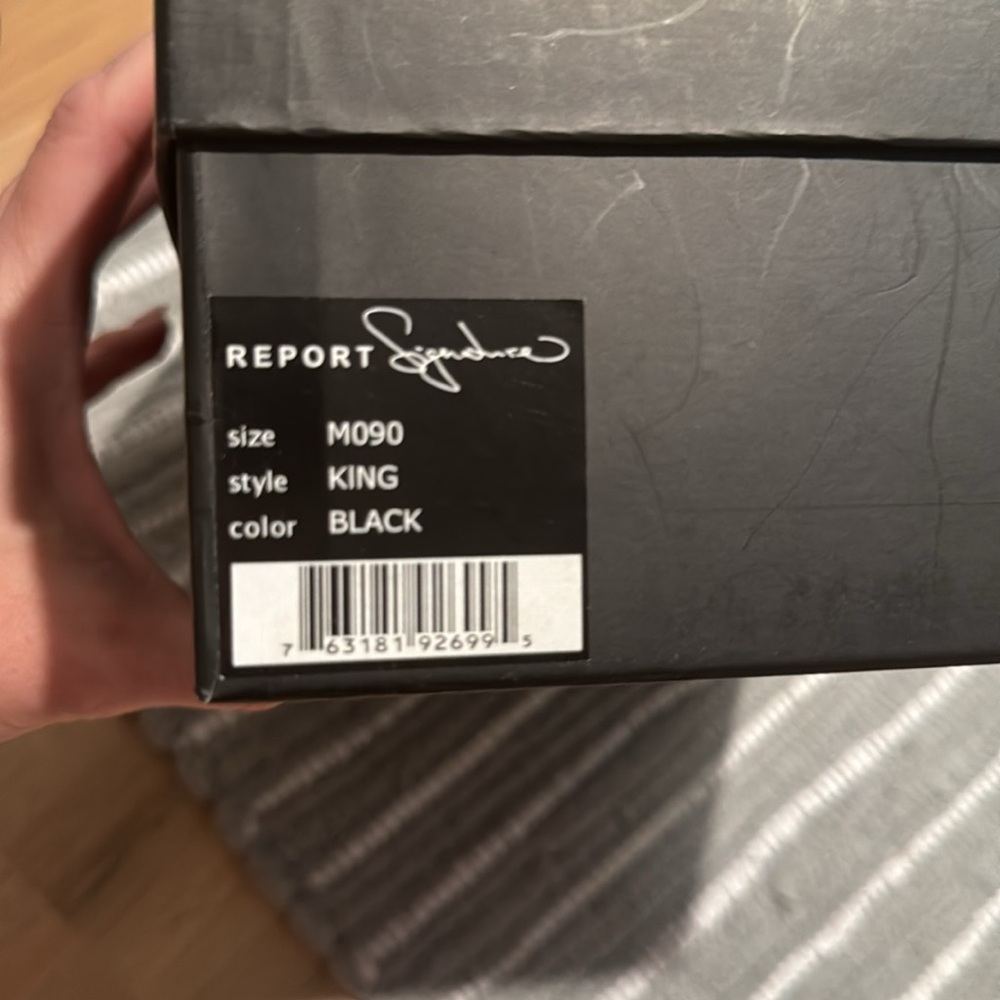 REPORT Signature
size M090
style KING
color BLACK
7 63181 92699 5